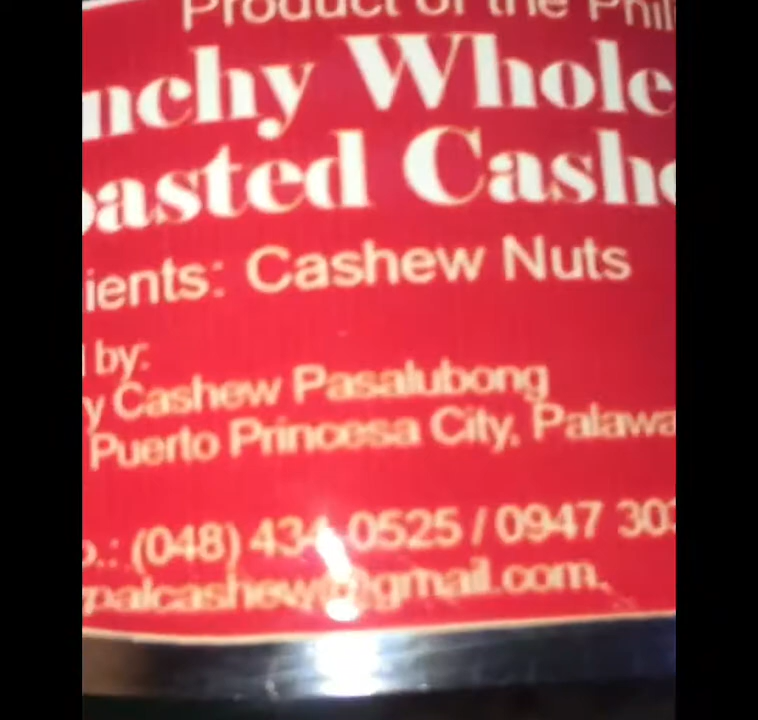 Product of the Phil
nchy Whole
oasted Cashe
ients: Cashew Nuts
by:
y Cashew Pasalubong
Puerto Princesa City, Palawa
o.: (048) 434-0525 / 0947 303
palcashew@gmail.com.